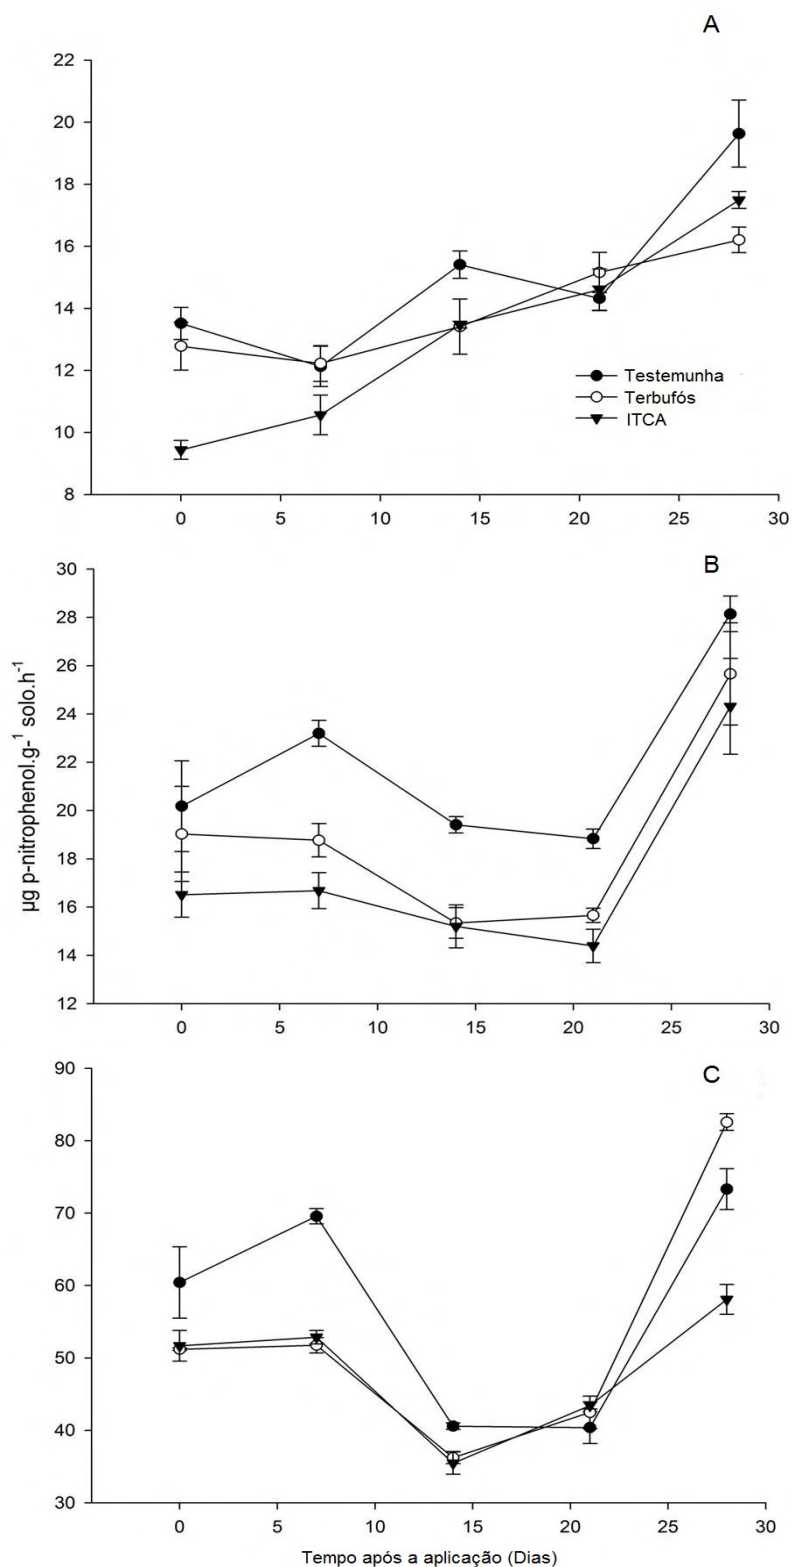 A
22
20
18
16
14
12
10
8
Testemunha
Terbufós
ITCA
0 5 10 15 20 25 30
B
30
28
26
24
22
20
18
16
14
12
µg p-nitrophenol.g-¹ solo.h⁻¹
0 5 10 15 20 25 30
C
90
80
70
60
50
40
30
0 5 10 15 20 25 30
Tempo após a aplicação (Dias)